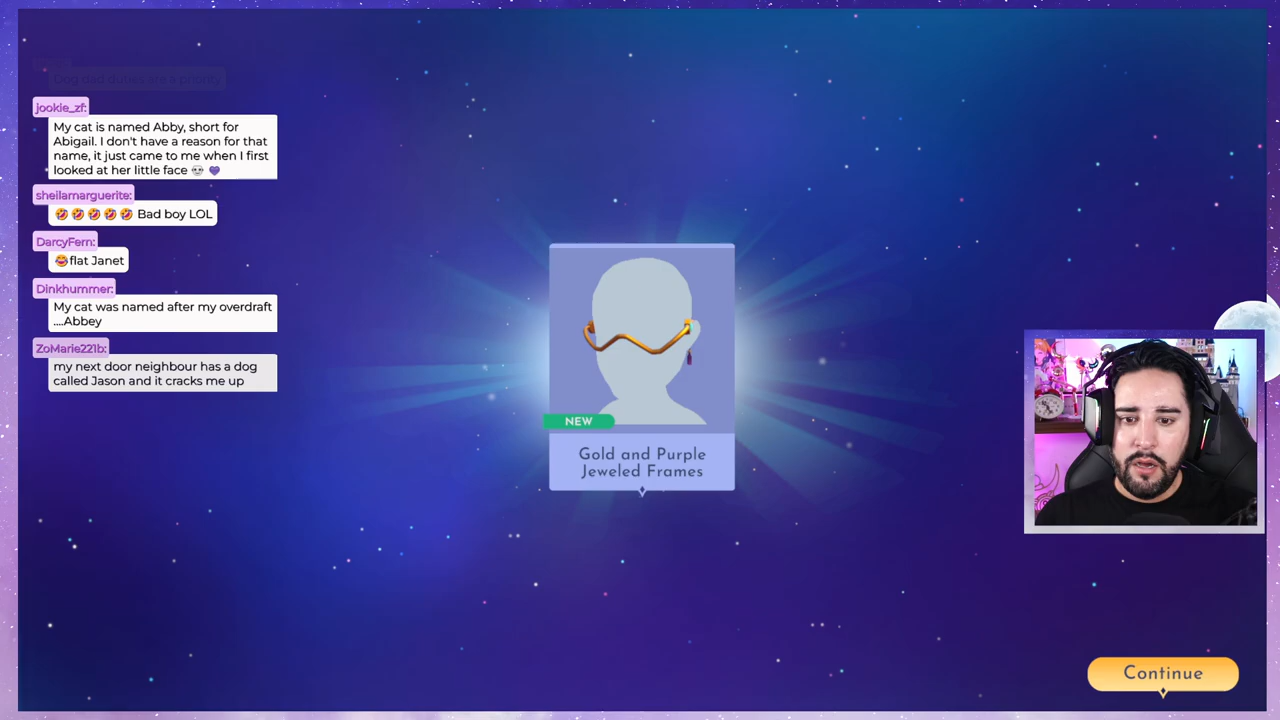 jookie_zf:
My cat is named Abby, short for
Abigail. I don't have a reason for that
name, it just came to me when I first
looked at her little face 💀 💜
sheilamarguerite:
🤣 🤣 🤣 🤣 🤣 Bad boy LOL
DarcyFern:
😂flat Janet
Dinkhummer:
My cat was named after my overdraft
....Abbey
ZoMarie221b:
my next door neighbour has a dog
called Jason and it cracks me up
NEW
Gold and Purple
Jeweled Frames
Continue